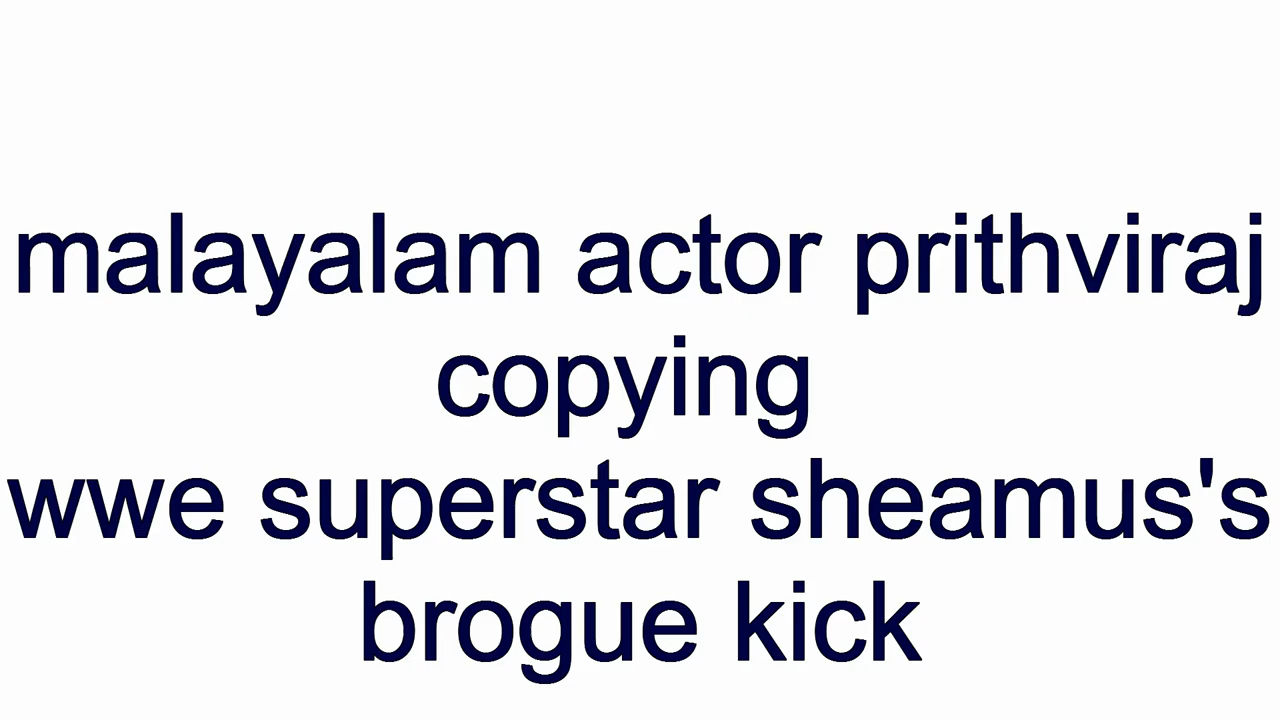 malayalam actor prithviraj
copying
wwe superstar sheamus's
brogue kick